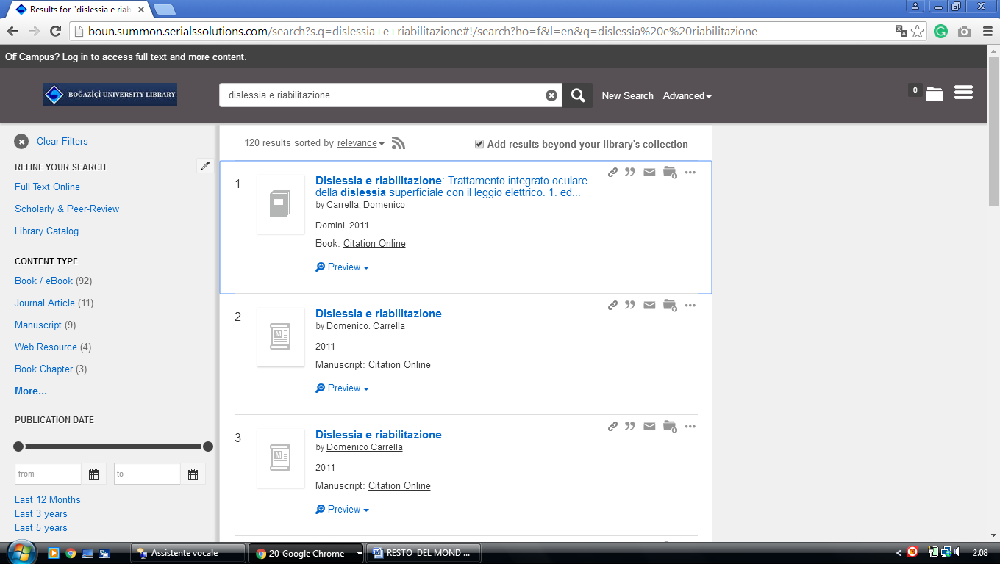 Results for "dislessia e riab
boun.summon.serialssolutions.com/search?s.q=dislessia+e+riabilitazione#!/search?ho=f&l=en&q=dislessia%20e%20riabilitazione
Off Campus? Log in to access full text and more content.
BOĞAZİÇİ UNIVERSITY LIBRARY
dislessia e riabilitazione
New Search
Advanced
0
Clear Filters
REFINE YOUR SEARCH
Full Text Online
Scholarly & Peer-Review
Library Catalog
CONTENT TYPE
Book / eBook (92)
Journal Article (11)
Manuscript (9)
Web Resource (4)
Book Chapter (3)
More...
PUBLICATION DATE
from
to
Last 12 Months
Last 3 years
Last 5 years
120 results sorted by relevance
Add results beyond your library's collection
1
Dislessia e riabilitazione: Trattamento integrato oculare
della dislessia superficiale con il leggio elettrico. 1. ed...
by Carrella, Domenico
Domini, 2011
Book: Citation Online
Preview
2
Dislessia e riabilitazione
by Domenico. Carrella
2011
Manuscript: Citation Online
Preview
3
Dislessia e riabilitazione
by Domenico Carrella
2011
Manuscript: Citation Online
Preview
Assistente vocale
20 Google Chrome
RESTO DEL MOND ...
2.08